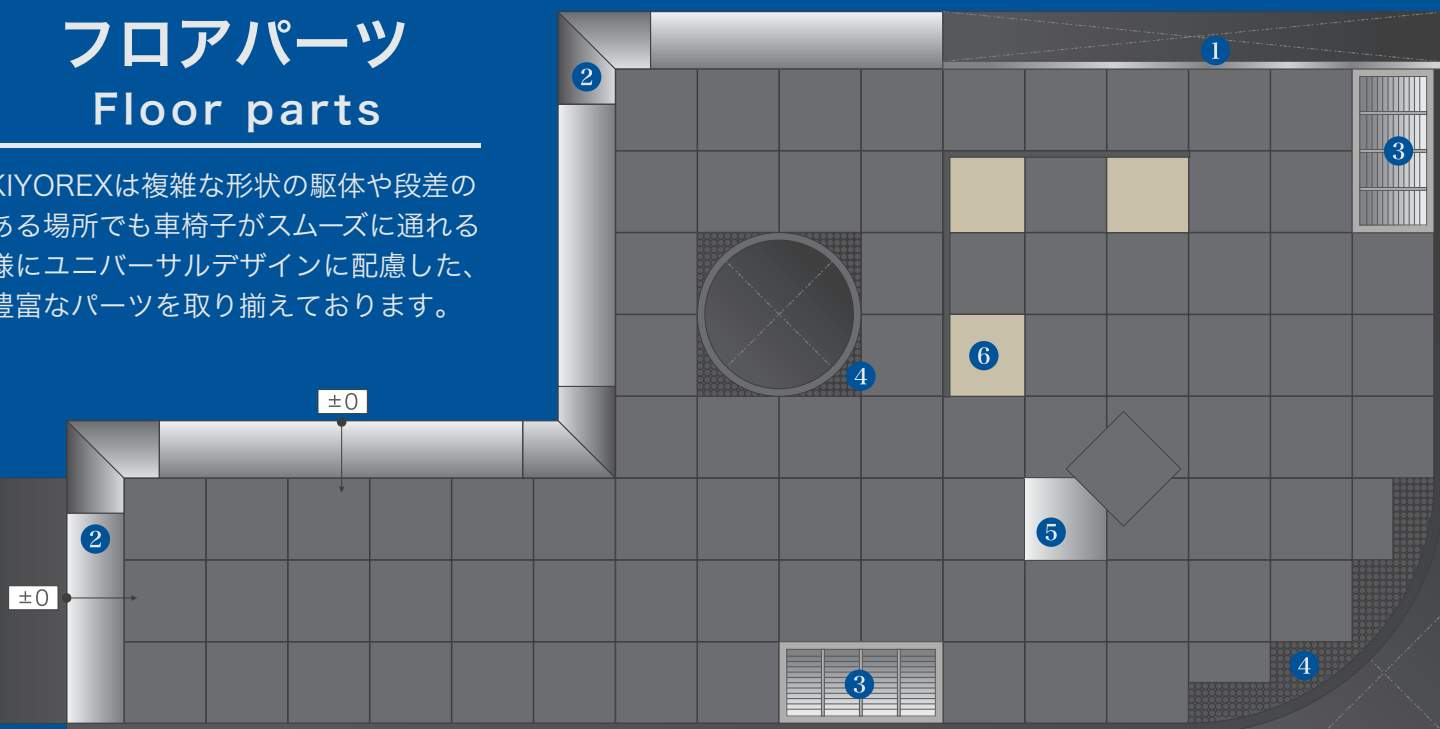 フロアパーツ
Floor parts
KIYOREXは複雑な形状の駆体や段差の
ある場所でも車椅子がスムーズに通れる
様にユニバーサルデザインに配慮した、
豊富なパーツを取り揃えております。
1
2
3
6
4
±0
5
2
±0
4
3